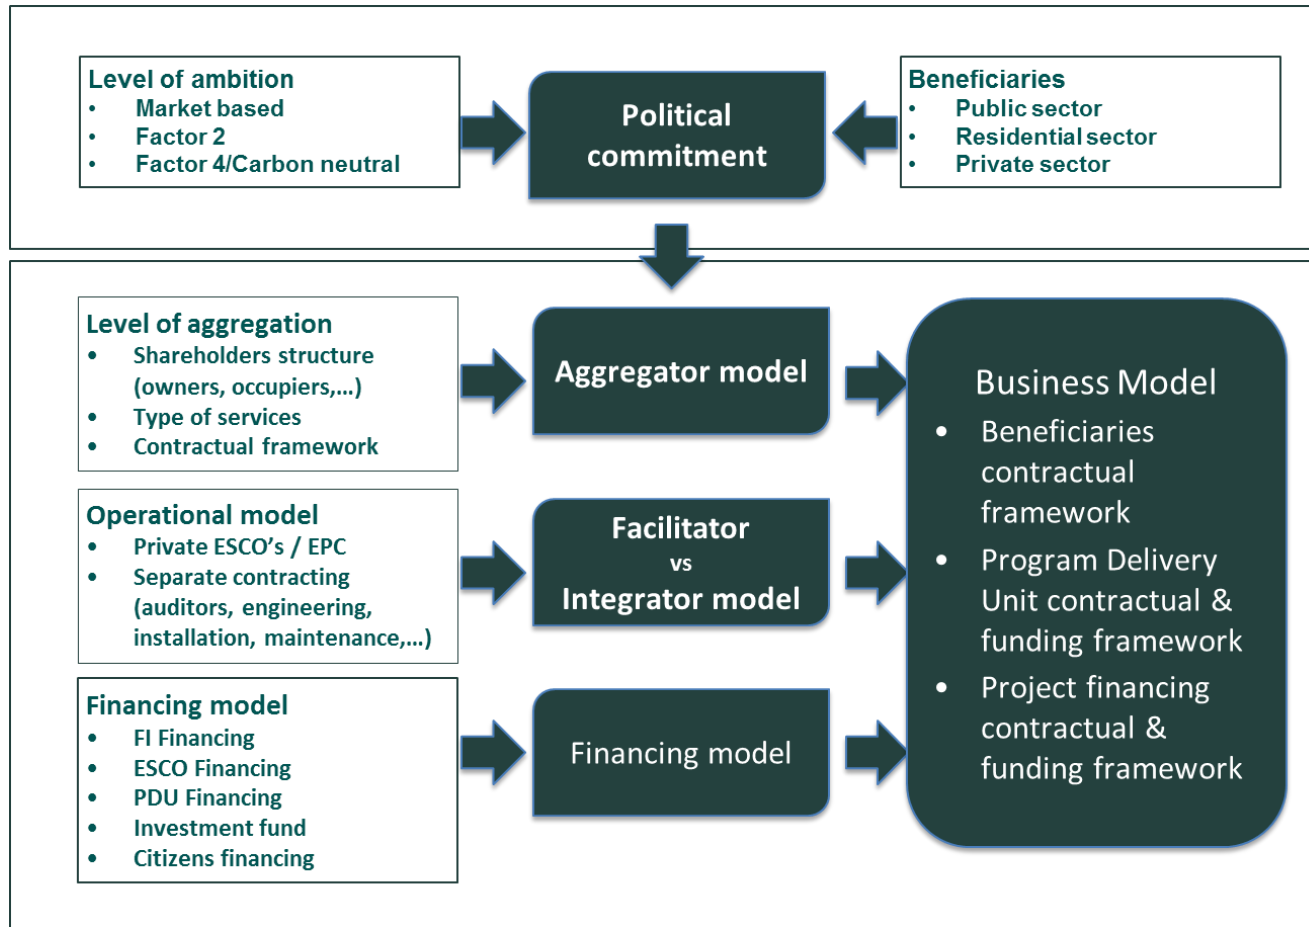 Level of ambition
• Market based
• Factor 2
• Factor 4/Carbon neutral
Political
commitment
Beneficiaries
• Public sector
• Residential sector
• Private sector
Level of aggregation
• Shareholders structure
(owners, occupiers,...)
• Type of services
• Contractual framework
Aggregator model
Operational model
• Private ESCO's / EPC
• Separate contracting
(auditors, engineering,
installation, maintenance,...)
Facilitator
vs
Integrator model
Financing model
• FI Financing
• ESCO Financing
• PDU Financing
• Investment fund
• Citizens financing
Financing model
Business Model
• Beneficiaries
contractual
framework
• Program Delivery
Unit contractual &
funding framework
• Project financing
contractual &
funding framework